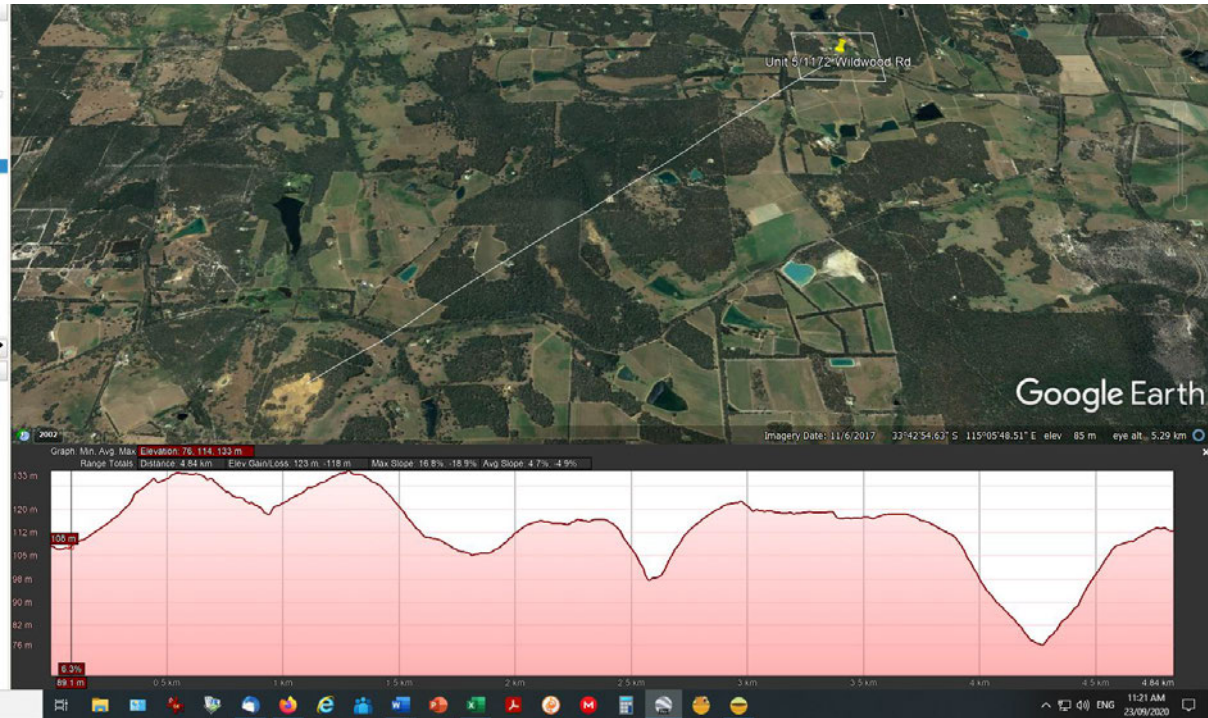 Unit 5/1172 Wildwood Rd
Google Earth
2002
Imagery Date: 11/6/2017 33°42'54.63" S 115°05'48.51" E elev 85 m eye alt 5.29 km
Graph: Min, Avg, Max Elevation: 76, 114, 133 m
Range Totals: Distance: 4.84 km Elev Gain/Loss: 123 m, -118 m Max Slope: 16.8%, -18.9% Avg Slope: 4.7%, -4.9%
133 m
120 m
112 m
108 m
105 m
98 m
90 m
82 m
76 m
6.3%
89.1 m 0.5 km 1 km 1.5 km 2 km 2.5 km 3 km 3.5 km 4 km 4.5 km 4.84 km
ENG
11:21 AM
23/09/2020